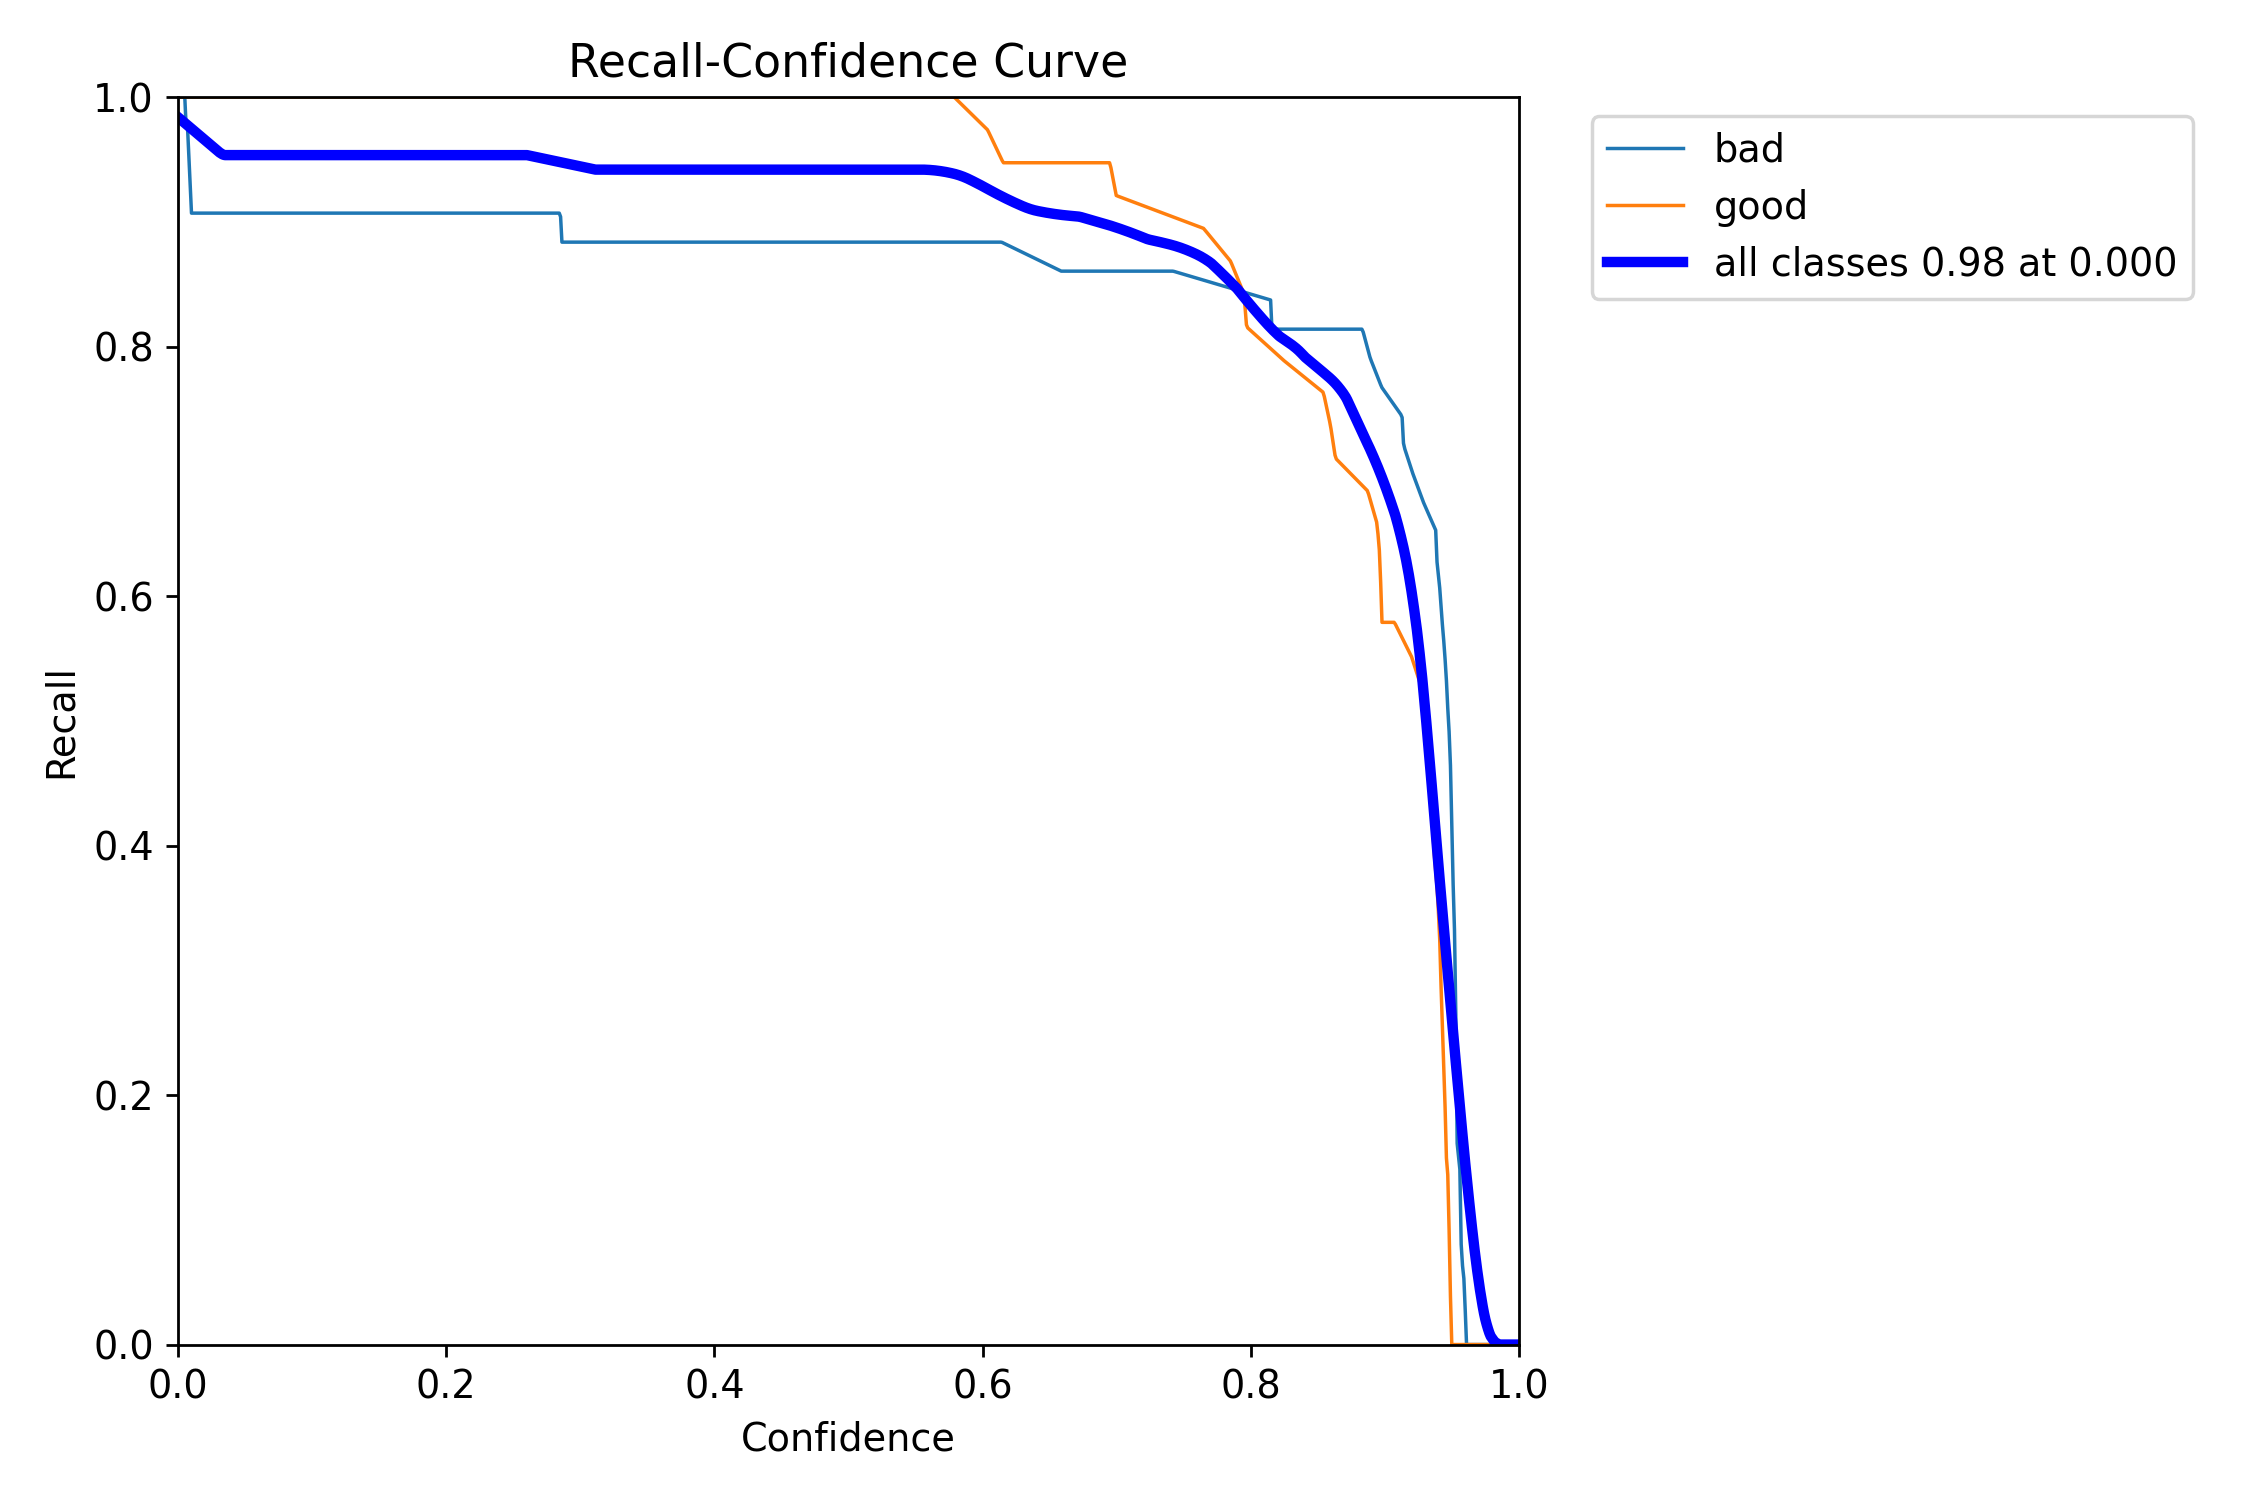 Recall-Confidence Curve
1.0
0.8
0.6
0.4
0.2
0.0
Recall
0.0 0.2 0.4 0.6 0.8 1.0
Confidence
bad
good
all classes 0.98 at 0.000